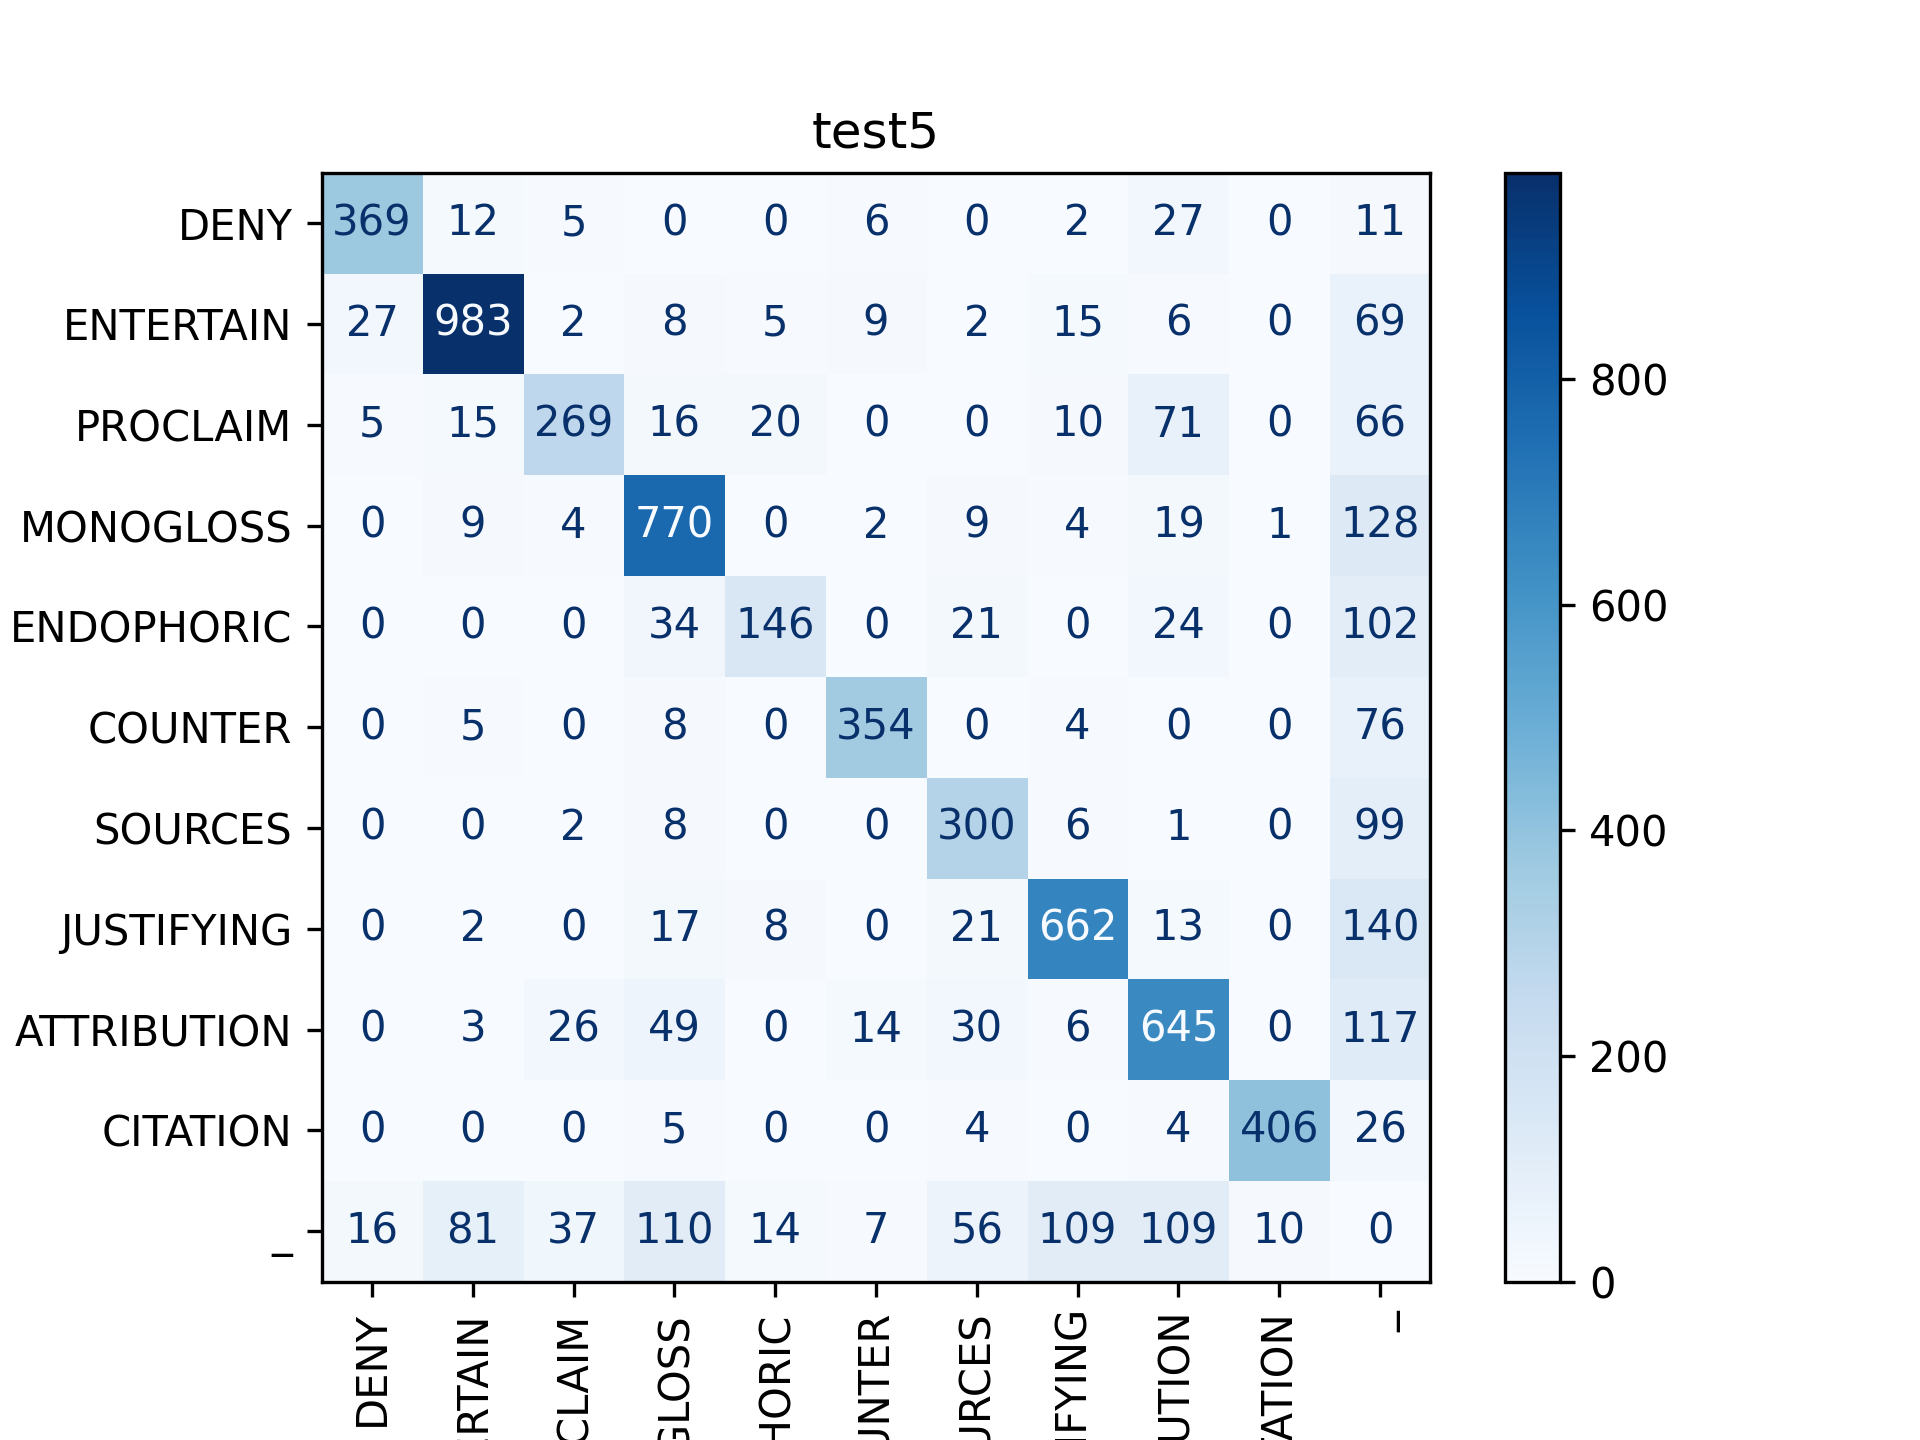 test5
DENY 369 12 5 0 0 6 0 2 27 0 11
ENTERTAIN 27 983 2 8 5 9 2 15 6 0 69
PROCLAIM 5 15 269 16 20 0 0 10 71 0 66
MONOGLOSS 0 9 4 770 0 2 9 4 19 1 128
ENDOPHORIC 0 0 0 34 146 0 21 0 24 0 102
COUNTER 0 5 0 8 0 354 0 4 0 0 76
SOURCES 0 0 2 8 0 0 300 6 1 0 99
JUSTIFYING 0 2 0 17 8 0 21 662 13 0 140
ATTRIBUTION 0 3 26 49 0 14 30 6 645 0 117
CITATION 0 0 0 5 0 0 4 0 4 406 26
_ 16 81 37 110 14 7 56 109 109 10 0
DENY
RTAIN
CLAIM
GLOSS
HORIC
UNTER
URCES
IFYING
UTION
TATION
_
800
600
400
200
0